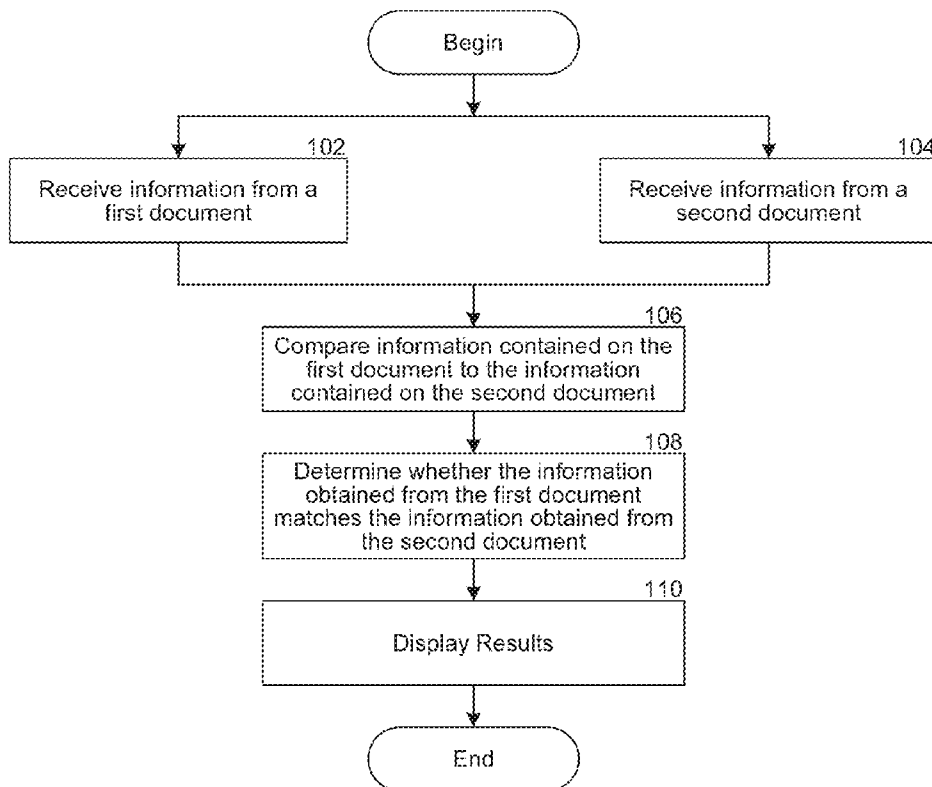 Begin
102
Receive information from a
first document
104
Receive information from a
second document
106
Compare information contained on the
first document to the information
contained on the second document
108
Determine whether the information
obtained from the first document
matches the information obtained from
the second document
110
Display Results
End